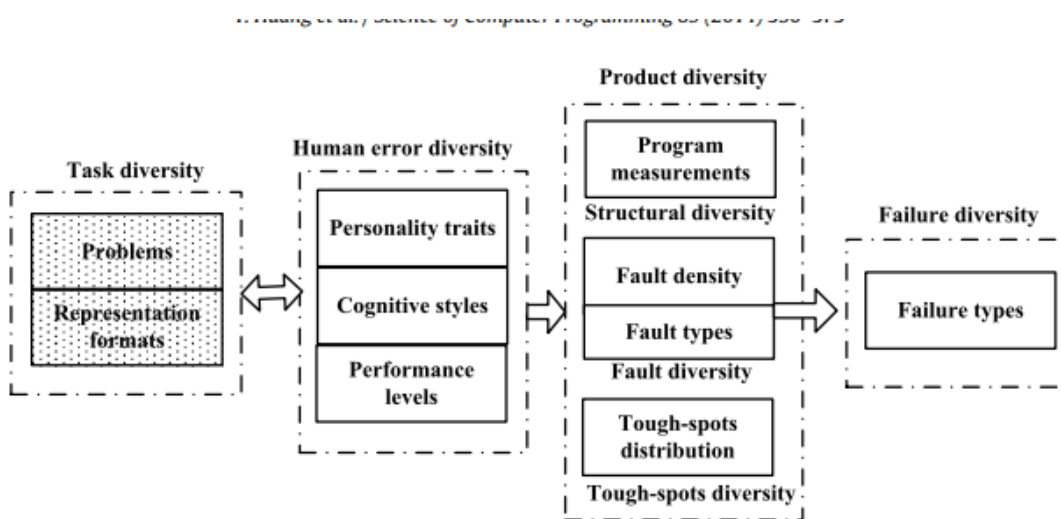 Task diversity
Problems
Representation
formats
Human error diversity
Personality traits
Cognitive styles
Performance
levels
Product diversity
Program
measurements
Structural diversity
Fault density
Fault types
Fault diversity
Tough-spots
distribution
Tough-spots diversity
Failure diversity
Failure types